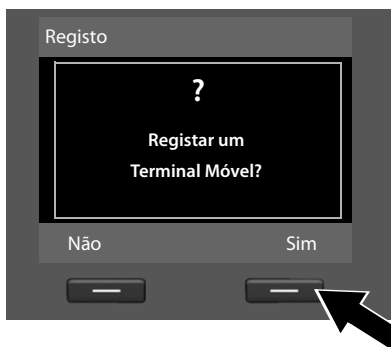 Registo
?
Registar um
Terminal Móvel?
Não Sim